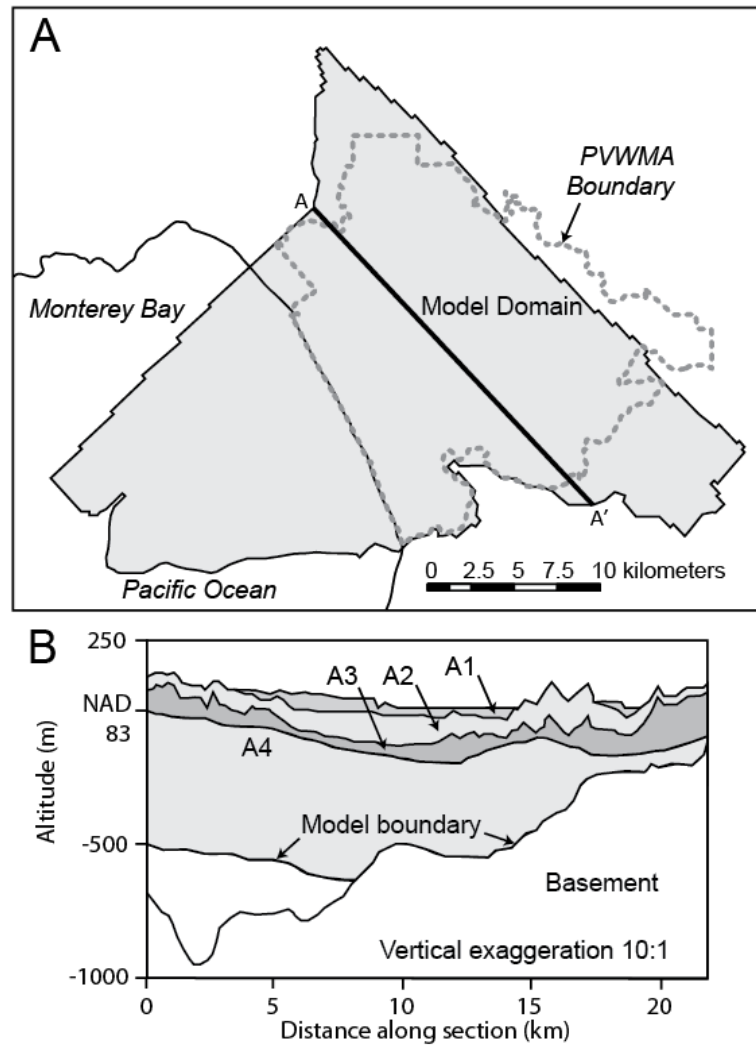 A
PVWMA
Boundary
A
Model Domain
Monterey Bay
A′
0 2.5 5 7.5 10 kilometers
Pacific Ocean
B
250
A1
A3 A2
NAD
83
A4
Altitude (m)
Model boundary
-500
Basement
Vertical exaggeration 10:1
-1000
0 5 10 15 20
Distance along section (km)